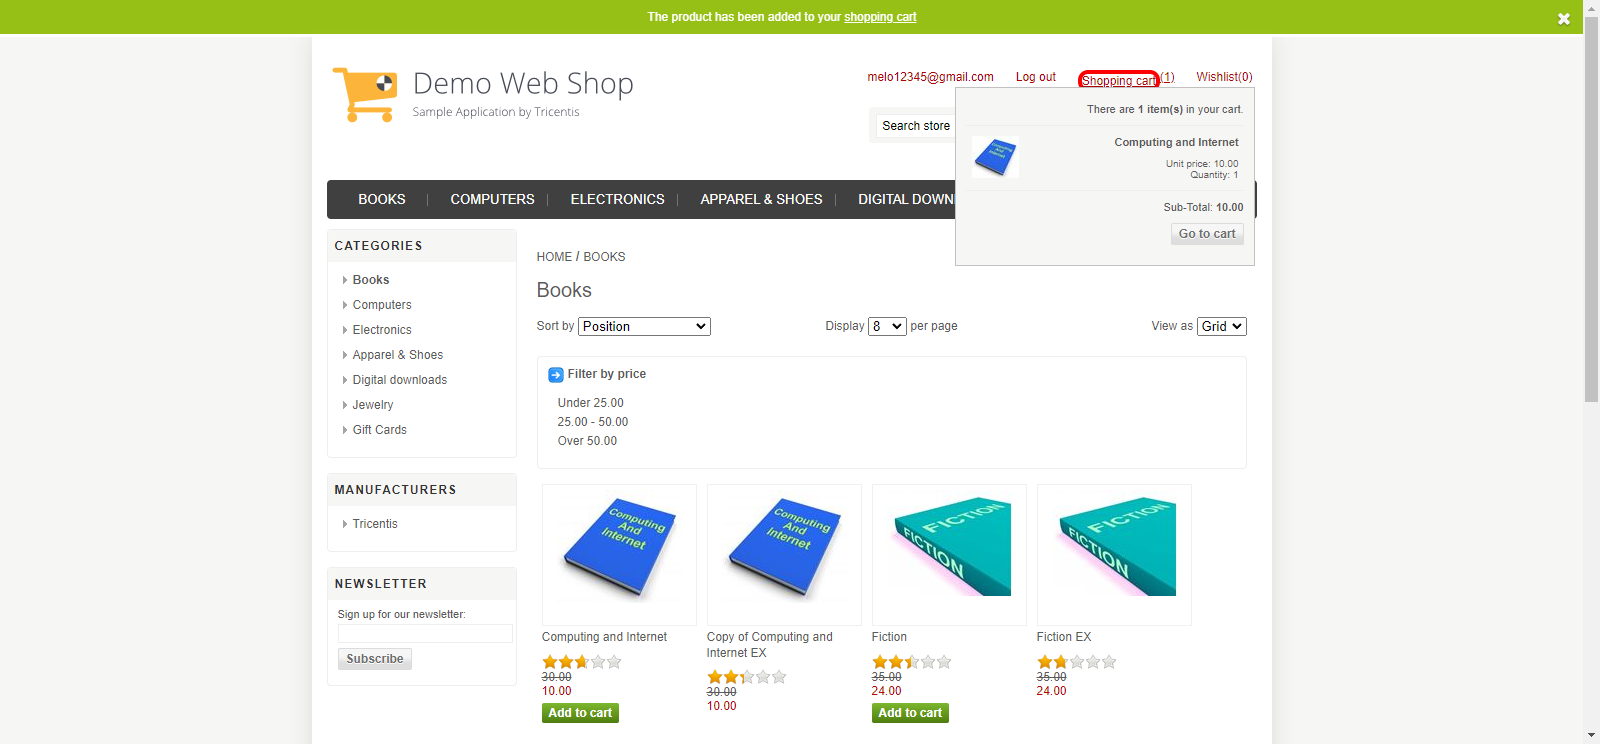 The product has been added to your shopping cart
Demo Web Shop
Sample Application by Tricentis
melo12345@gmail.com Log out Shopping cart (1) Wishlist(0)
Search store
There are 1 item(s) in your cart.
Computing and Internet
Unit price: 10.00
Quantity: 1
Sub-Total: 10.00
Go to cart
BOOKS COMPUTERS ELECTRONICS APPAREL & SHOES DIGITAL DOWN
CATEGORIES
Books
Computers
Electronics
Apparel & Shoes
Digital downloads
Jewelry
Gift Cards
MANUFACTURERS
Tricentis
NEWSLETTER
Sign up for our newsletter:
Subscribe
HOME / BOOKS
Books
Sort by Position Display 8 per page View as Grid
Filter by price
Under 25.00
25.00 - 50.00
Over 50.00
Computing
And
Internet
Computing and Internet
30.00
10.00
Add to cart
Computing
And
Internet
Copy of Computing and
Internet EX
30.00
10.00
FICTION
FICTION
Fiction
35.00
24.00
Add to cart
FICTION
FICTION
Fiction EX
35.00
24.00